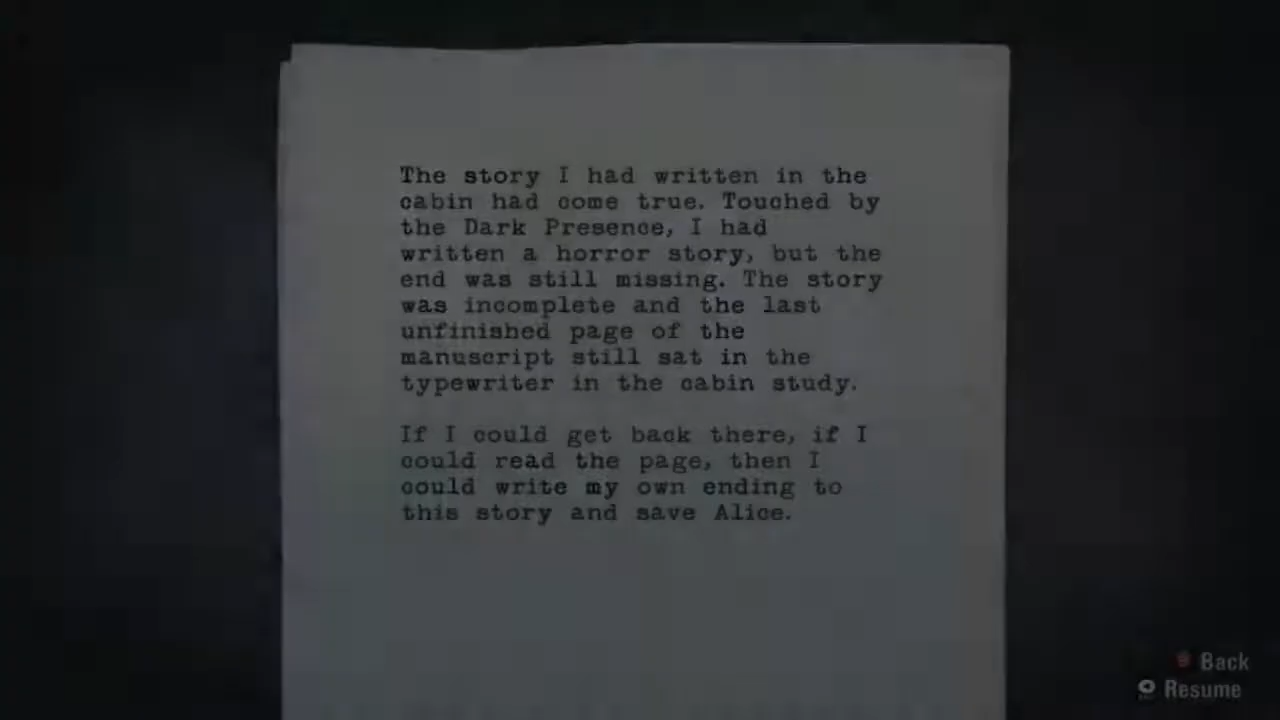 The story I had written in the
cabin had come true. Touched by
the Dark Presence, I had
written a horror story, but the
end was still missing. The story
was incomplete and the last
unfinished page of the
manuscript still sat in the
typewriter in the cabin study.
If I could get back there, if I
could read the page, then I
could write my own ending to
this story and save Alice.
Back
Resume